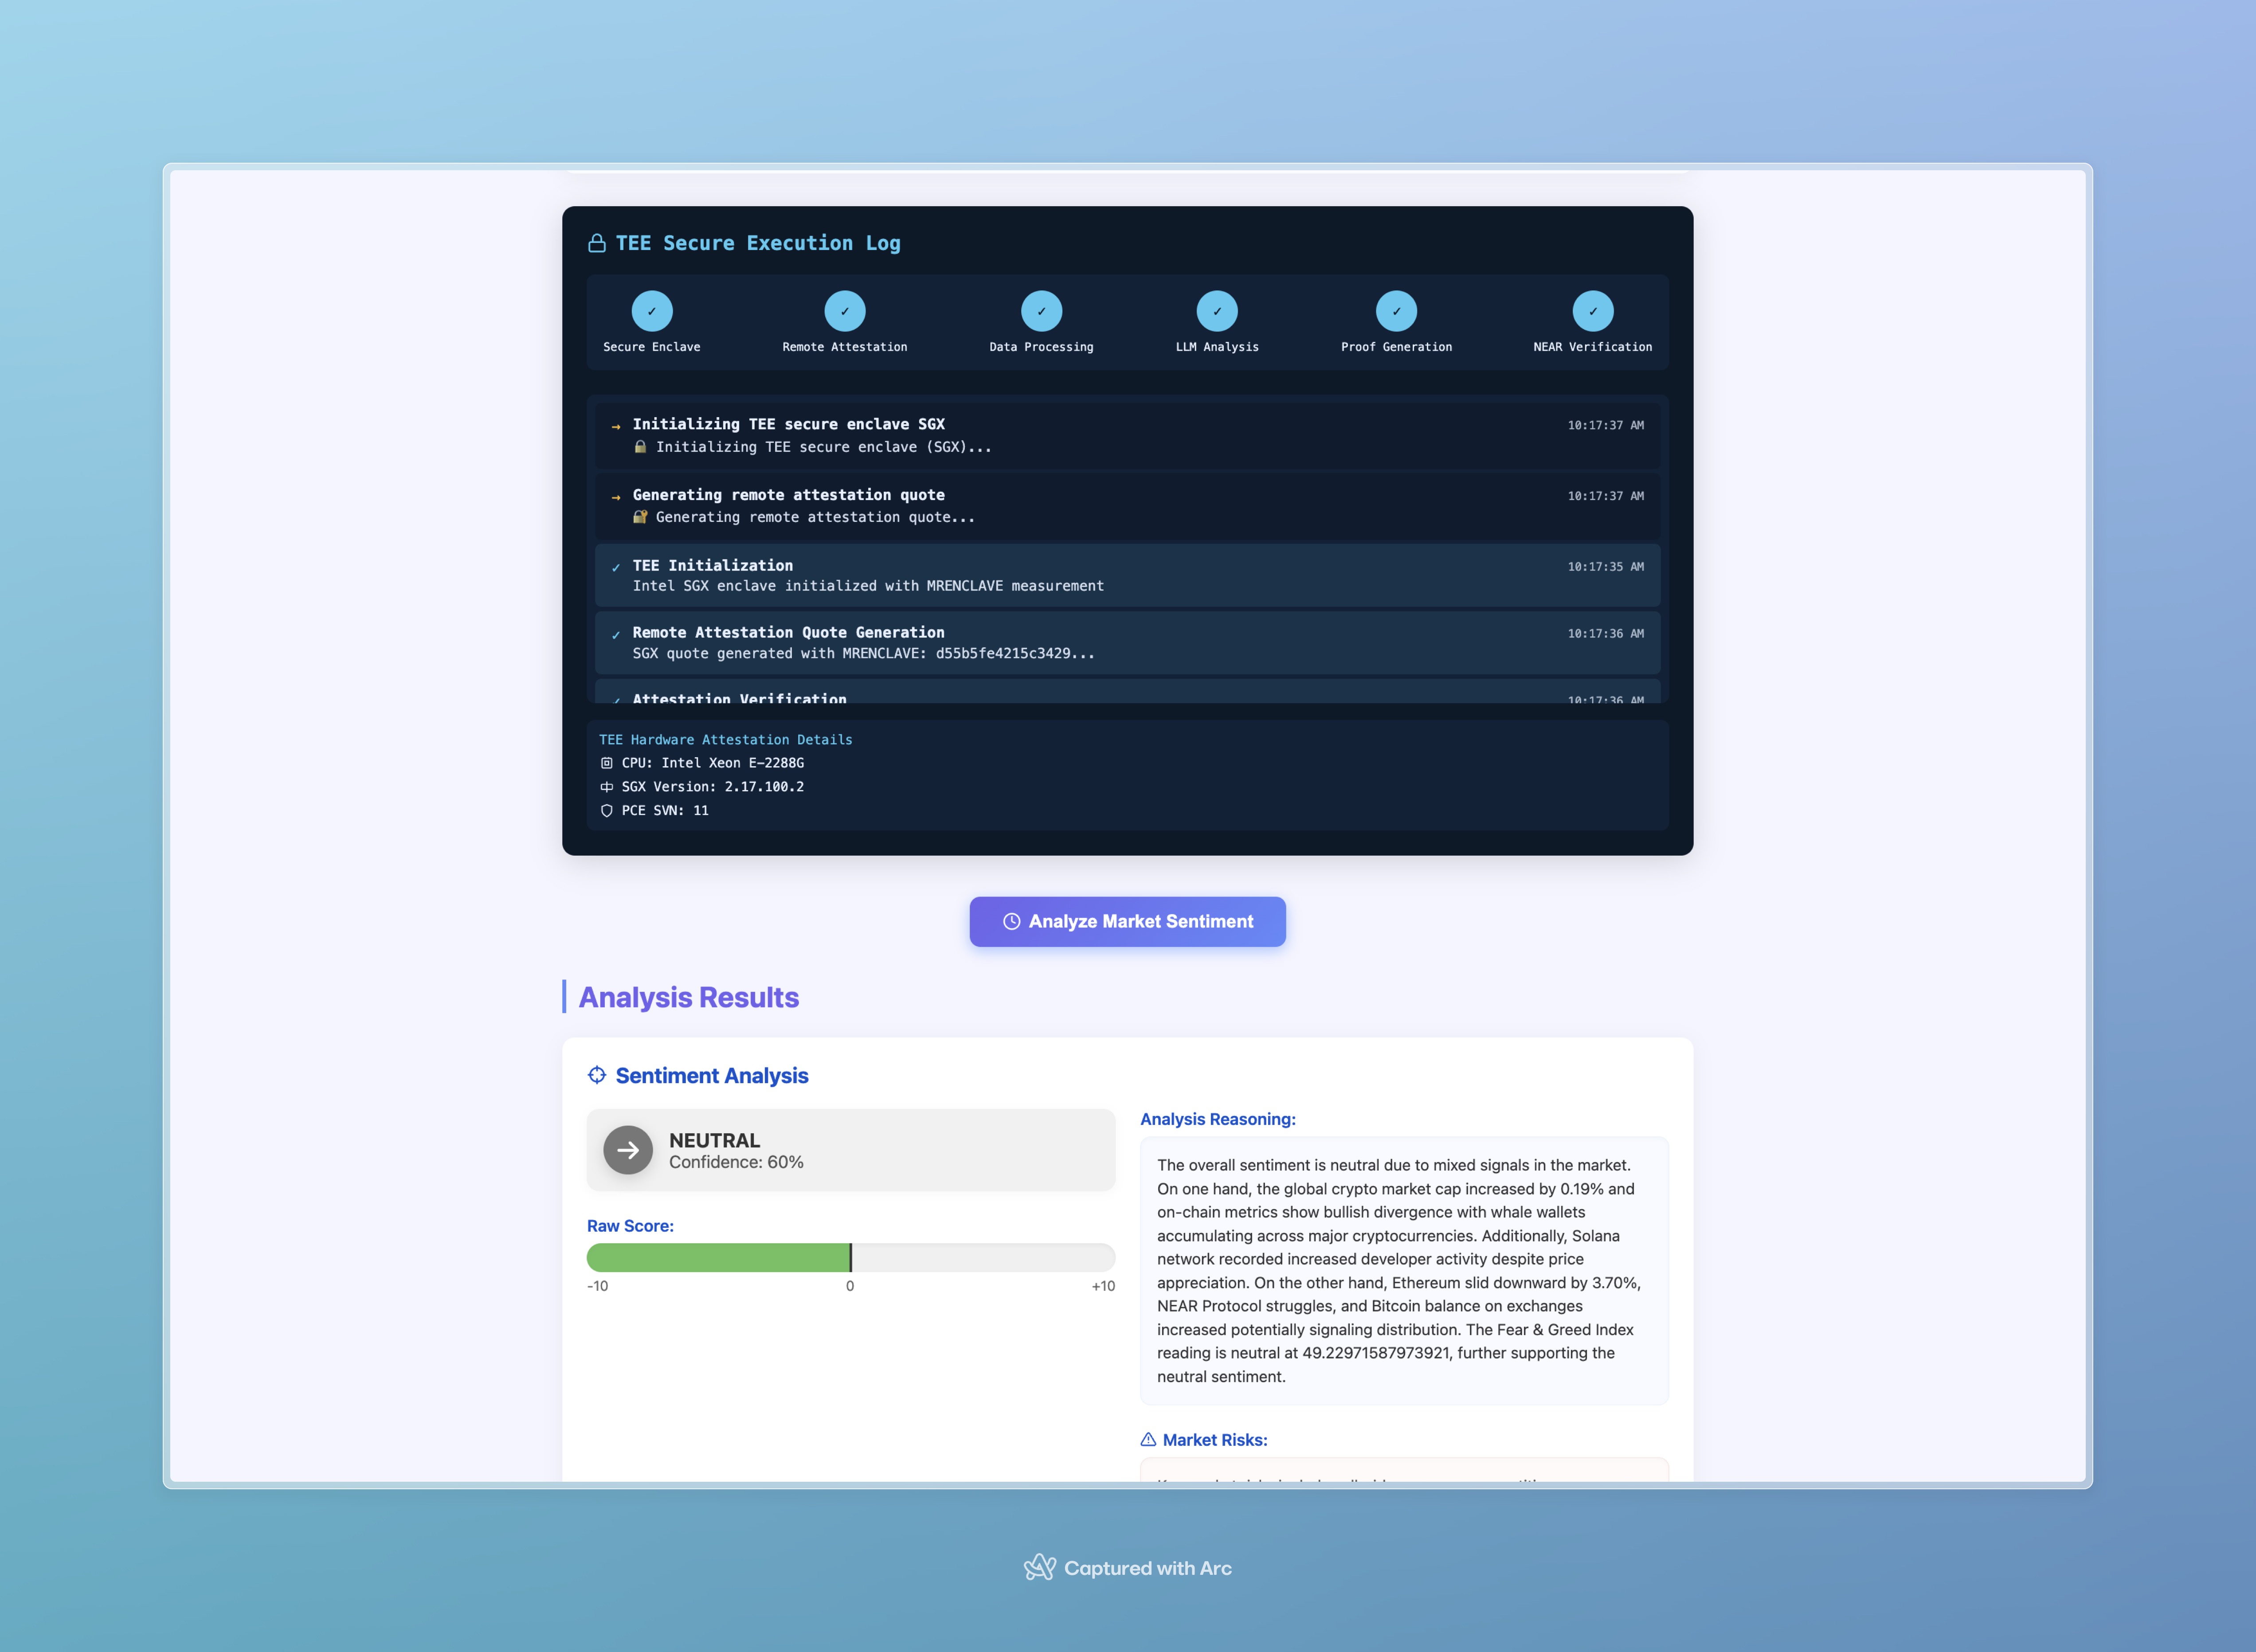 TEE Secure Execution Log
✓ ✓ ✓ ✓ ✓ ✓
Secure Enclave Remote Attestation Data Processing LLM Analysis Proof Generation NEAR Verification
→ Initializing TEE secure enclave SGX 10:17:37 AM
🔒 Initializing TEE secure enclave (SGX)...
→ Generating remote attestation quote 10:17:37 AM
🔐 Generating remote attestation quote...
✓ TEE Initialization 10:17:35 AM
Intel SGX enclave initialized with MRENCLAVE measurement
✓ Remote Attestation Quote Generation 10:17:36 AM
SGX quote generated with MRENCLAVE: d55b5fe4215c3429...
✓ Attestation Verification 10:17:36 AM
TEE Hardware Attestation Details
CPU: Intel Xeon E-2288G
SGX Version: 2.17.100.2
PCE SVN: 11
Analyze Market Sentiment
Analysis Results
Sentiment Analysis
NEUTRAL
Confidence: 60%
Raw Score:
-10 0 +10
Analysis Reasoning:
The overall sentiment is neutral due to mixed signals in the market.
On one hand, the global crypto market cap increased by 0.19% and
on-chain metrics show bullish divergence with whale wallets
accumulating across major cryptocurrencies. Additionally, Solana
network recorded increased developer activity despite price
appreciation. On the other hand, Ethereum slid downward by 3.70%,
NEAR Protocol struggles, and Bitcoin balance on exchanges
increased potentially signaling distribution. The Fear & Greed Index
reading is neutral at 49.22971587973921, further supporting the
neutral sentiment.
Market Risks:
Captured with Arc